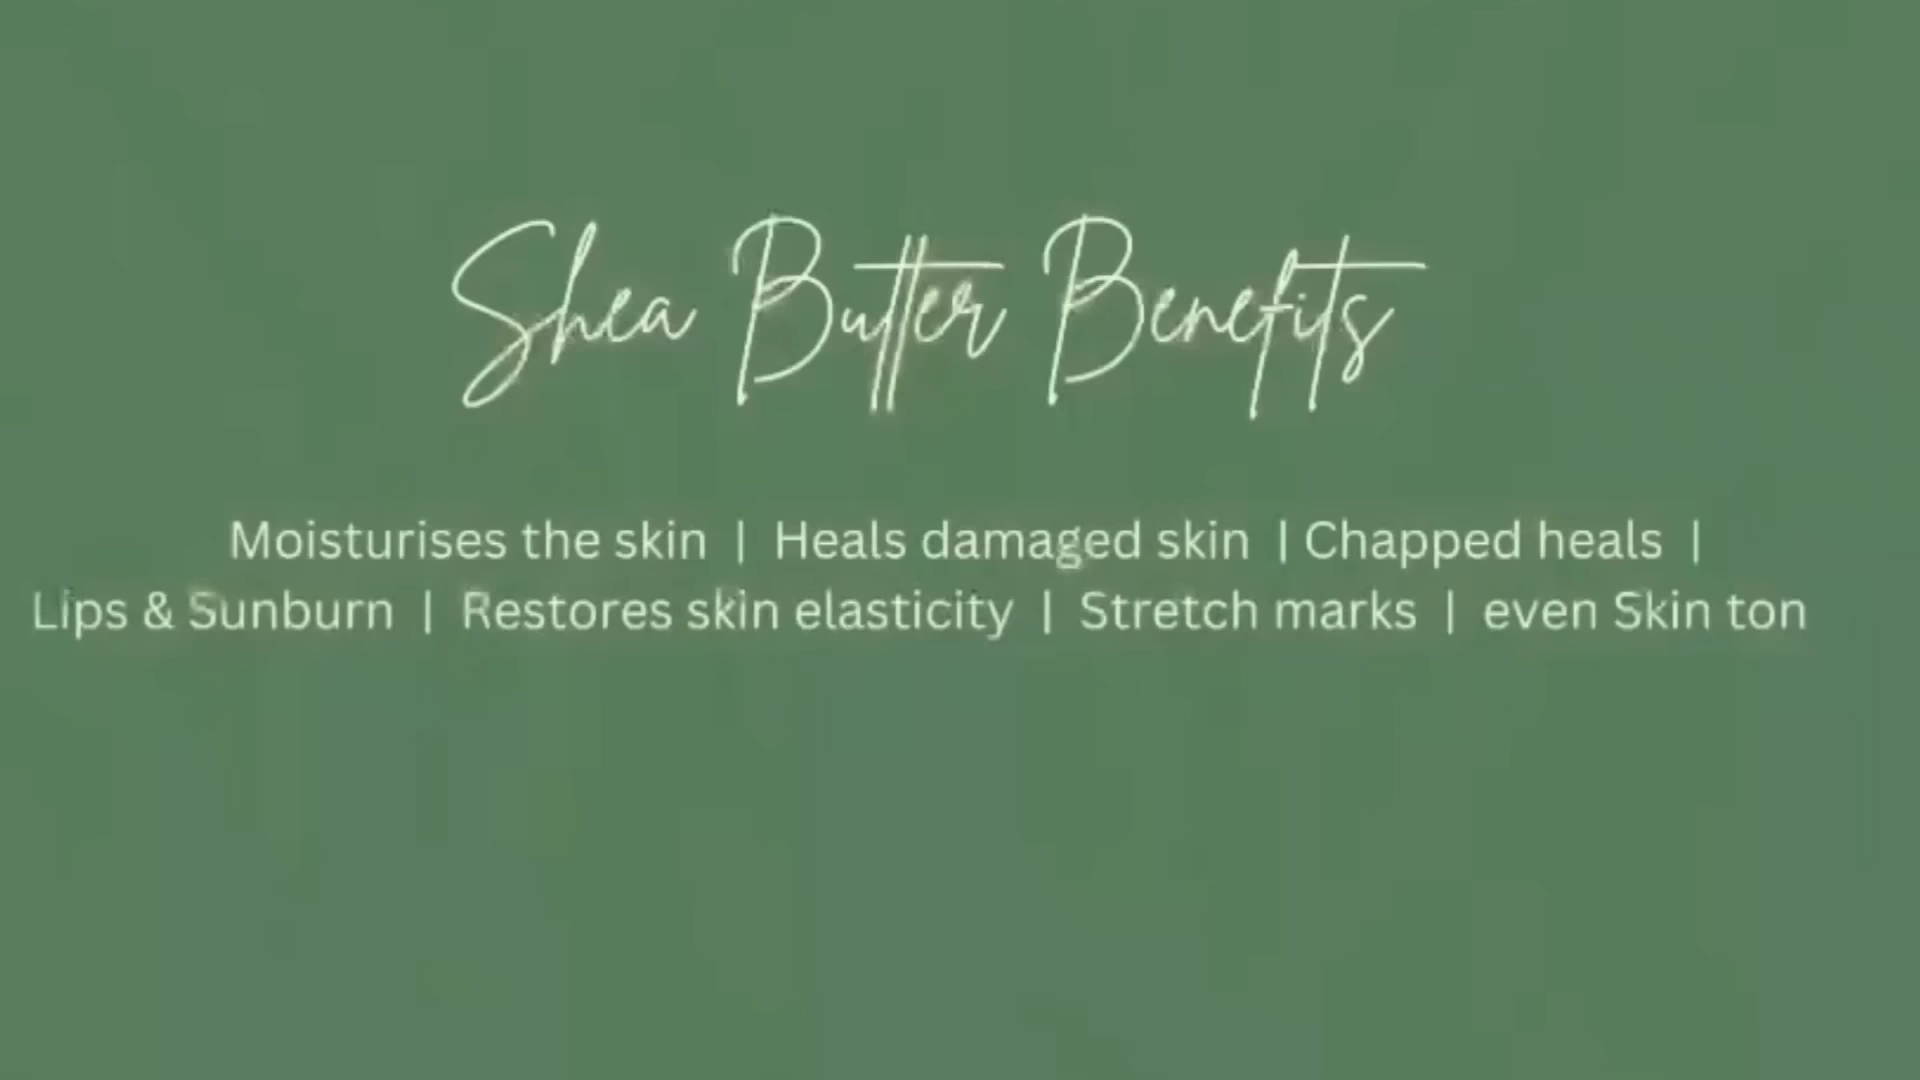 Shea Butter Benefits
Moisturises the skin | Heals damaged skin | Chapped heals |
Lips & Sunburn | Restores skin elasticity | Stretch marks | even Skin ton